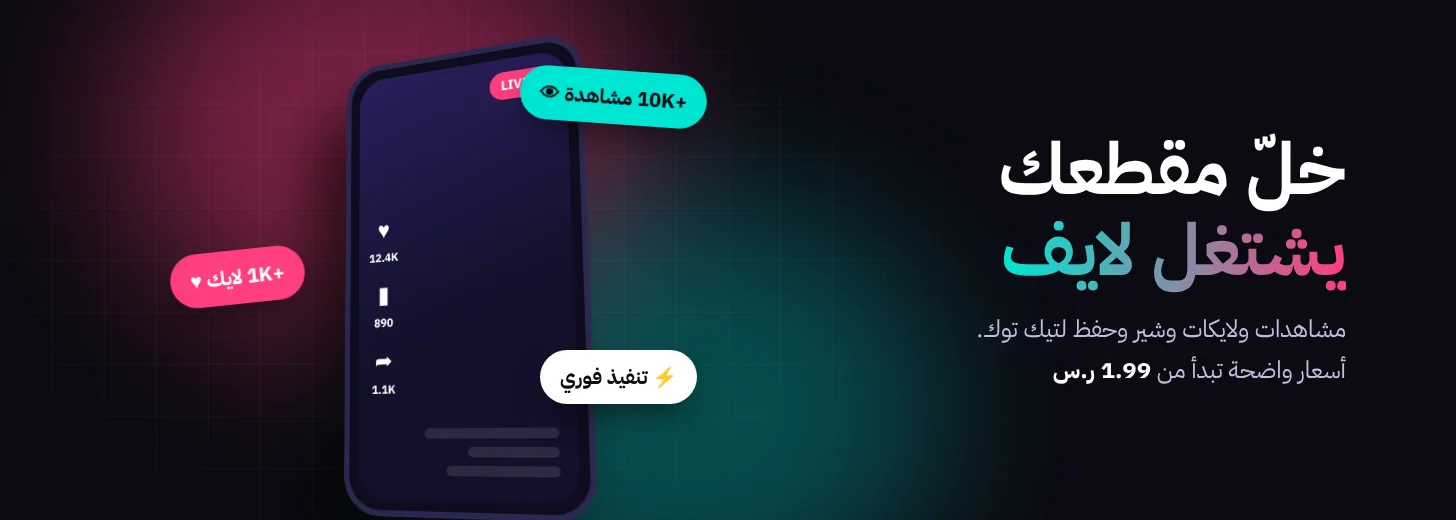 خلّ مقطعك
يشتغل لايف
مشاهدات ولايكات وشير وحفظ لتيك توك.
أسعار واضحة تبدأ من 1.99 ر.س
+10K مشاهدة
+1K لايك ♥
12.4K
890
1.1K
⚡ تنفيذ فوري